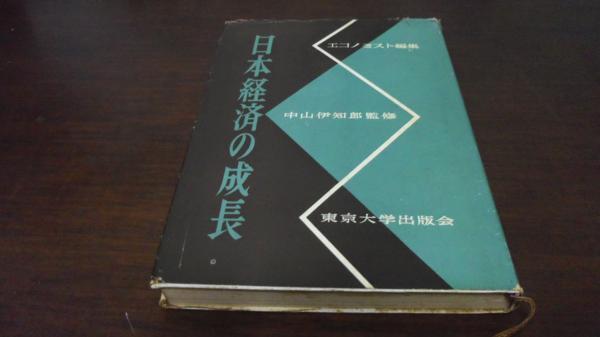 日本経済の成長
エコノミスト編集
中山伊知郎監修
東京大学出版会